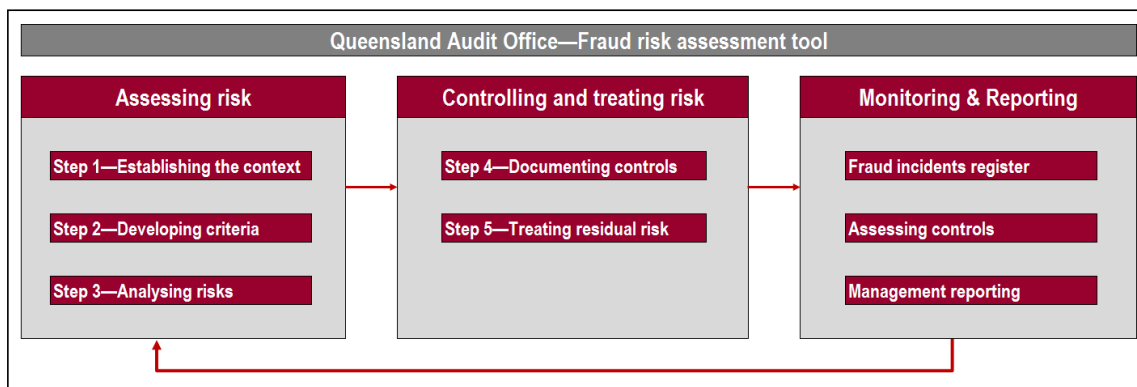 Queensland Audit Office—Fraud risk assessment tool
Assessing risk
Step 1—Establishing the context
Step 2—Developing criteria
Step 3—Analysing risks
Controlling and treating risk
Step 4—Documenting controls
Step 5—Treating residual risk
Monitoring & Reporting
Fraud incidents register
Assessing controls
Management reporting